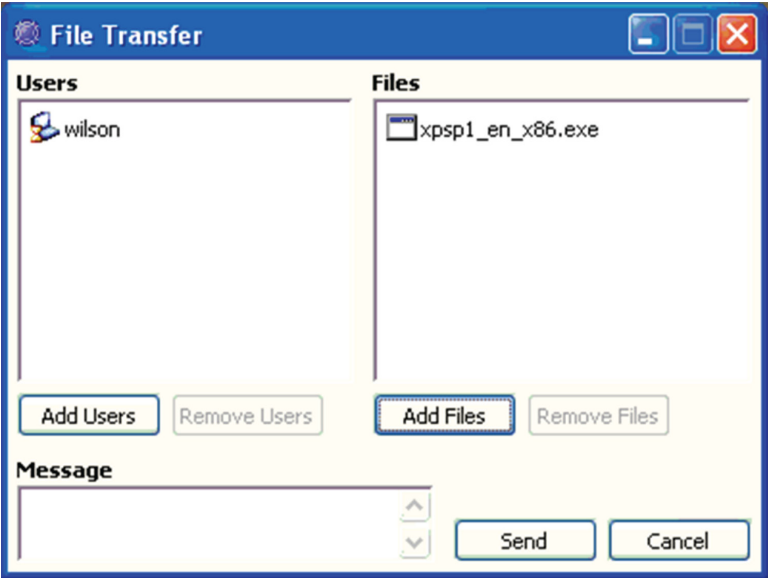 File Transfer
Users
Files
wilson
xpsp1_en_x86.exe
Add Users
Remove Users
Add Files
Remove Files
Message
Send
Cancel